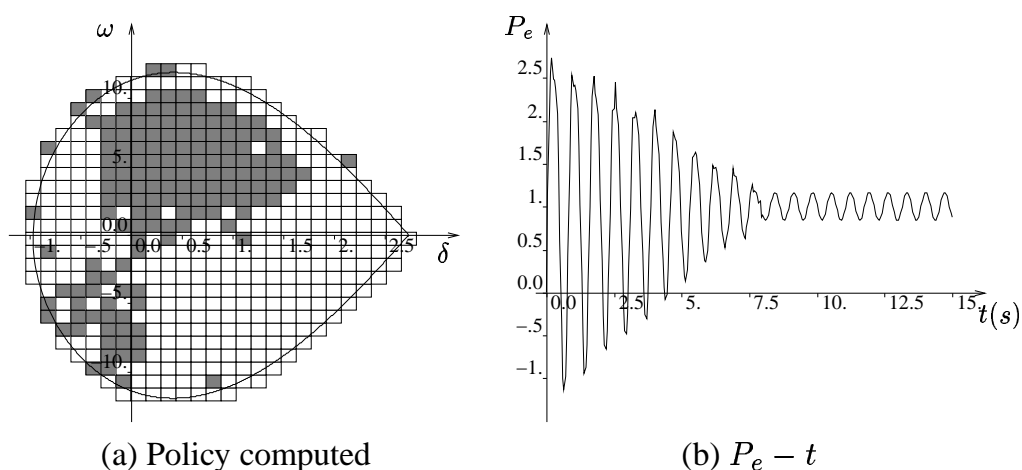 ω
10.
5.
0.0
−5.
−10.
−1. −.5 0.0 0.5 1. 1.5 2. 2.5
δ
(a) Policy computed
P_e
2.5
2.
1.5
1.
0.5
0.0
−.5
−1.
0.0 2.5 5. 7.5 10. 12.5 15.
t(s)
(b) P_e − t